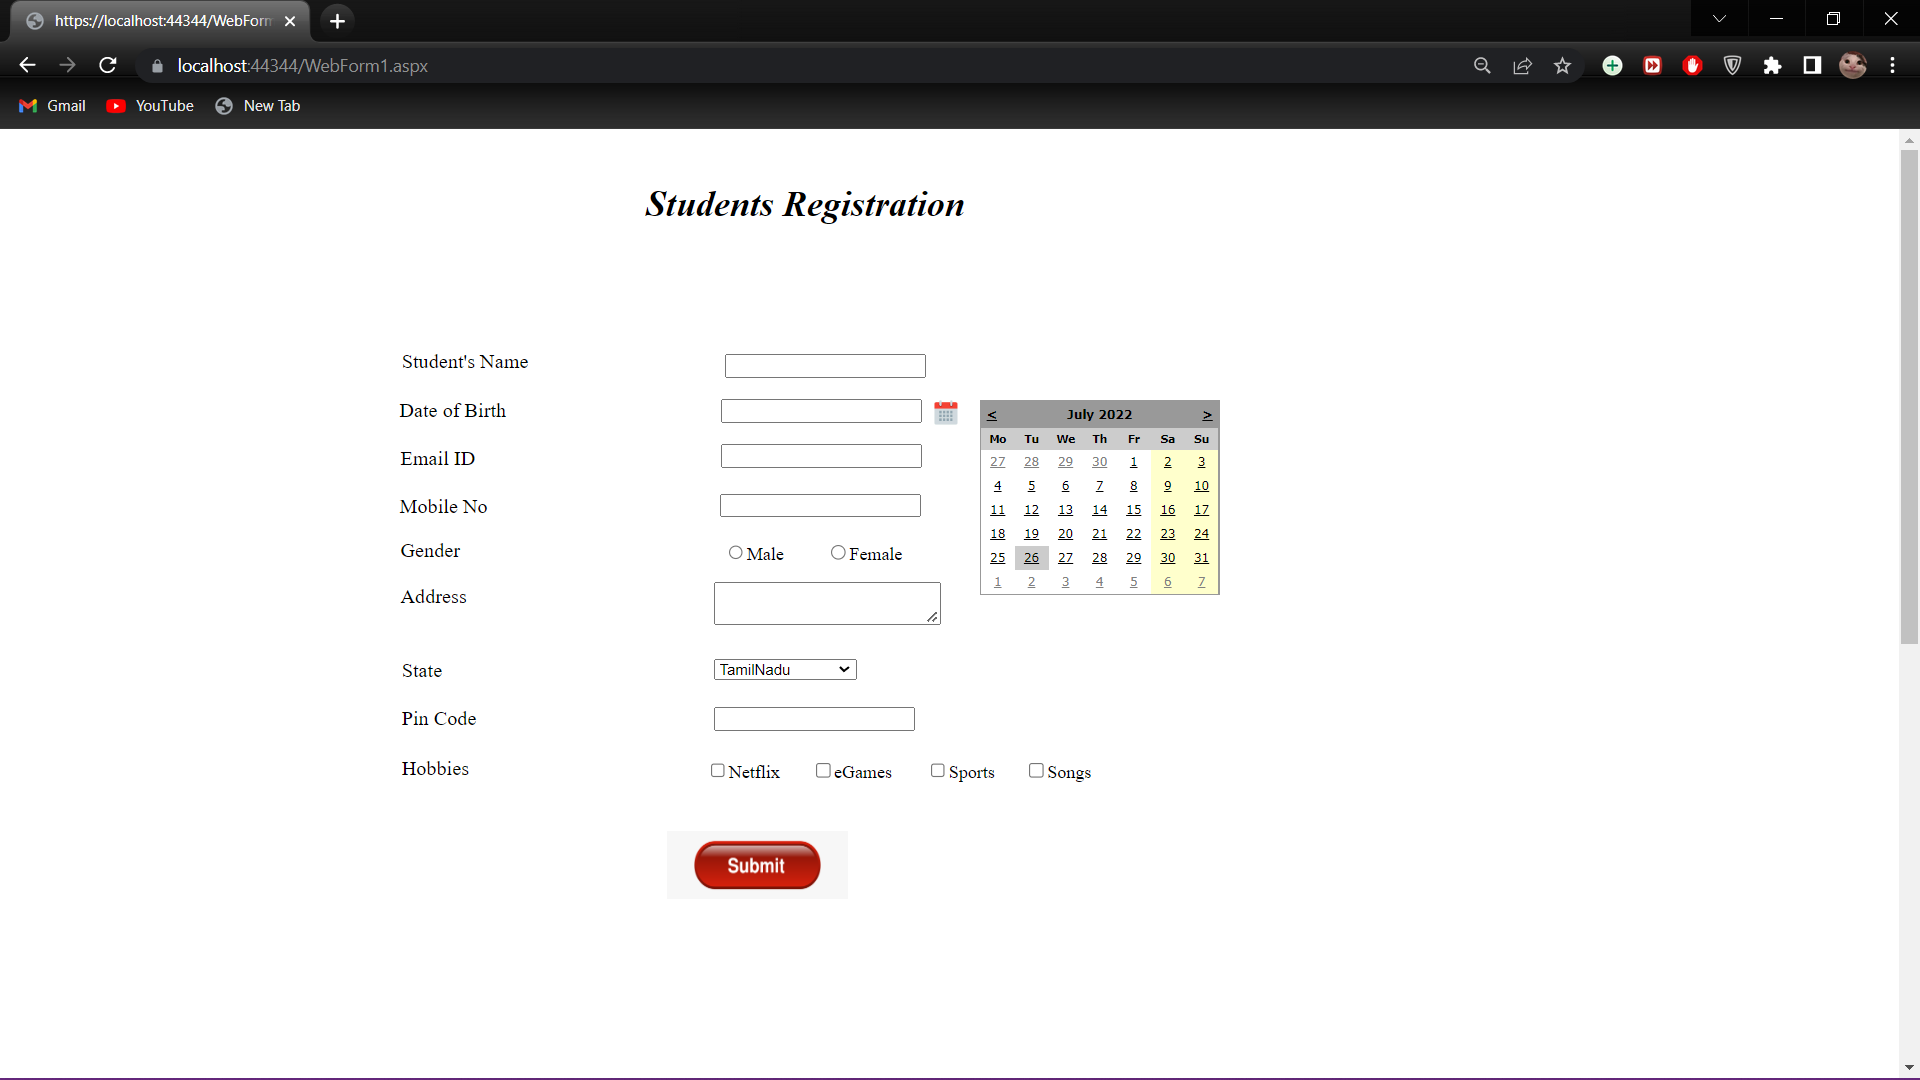 https://localhost:44344/WebForm
localhost:44344/WebForm1.aspx
Gmail YouTube New Tab
Students Registration
Student's Name
Date of Birth
Email ID
Mobile No
Gender Male Female
Address
State TamilNadu
Pin Code
Hobbies Netflix eGames Sports Songs
Submit
< July 2022 >
Mo Tu We Th Fr Sa Su
27 28 29 30 1 2 3
4 5 6 7 8 9 10
11 12 13 14 15 16 17
18 19 20 21 22 23 24
25 26 27 28 29 30 31
1 2 3 4 5 6 7